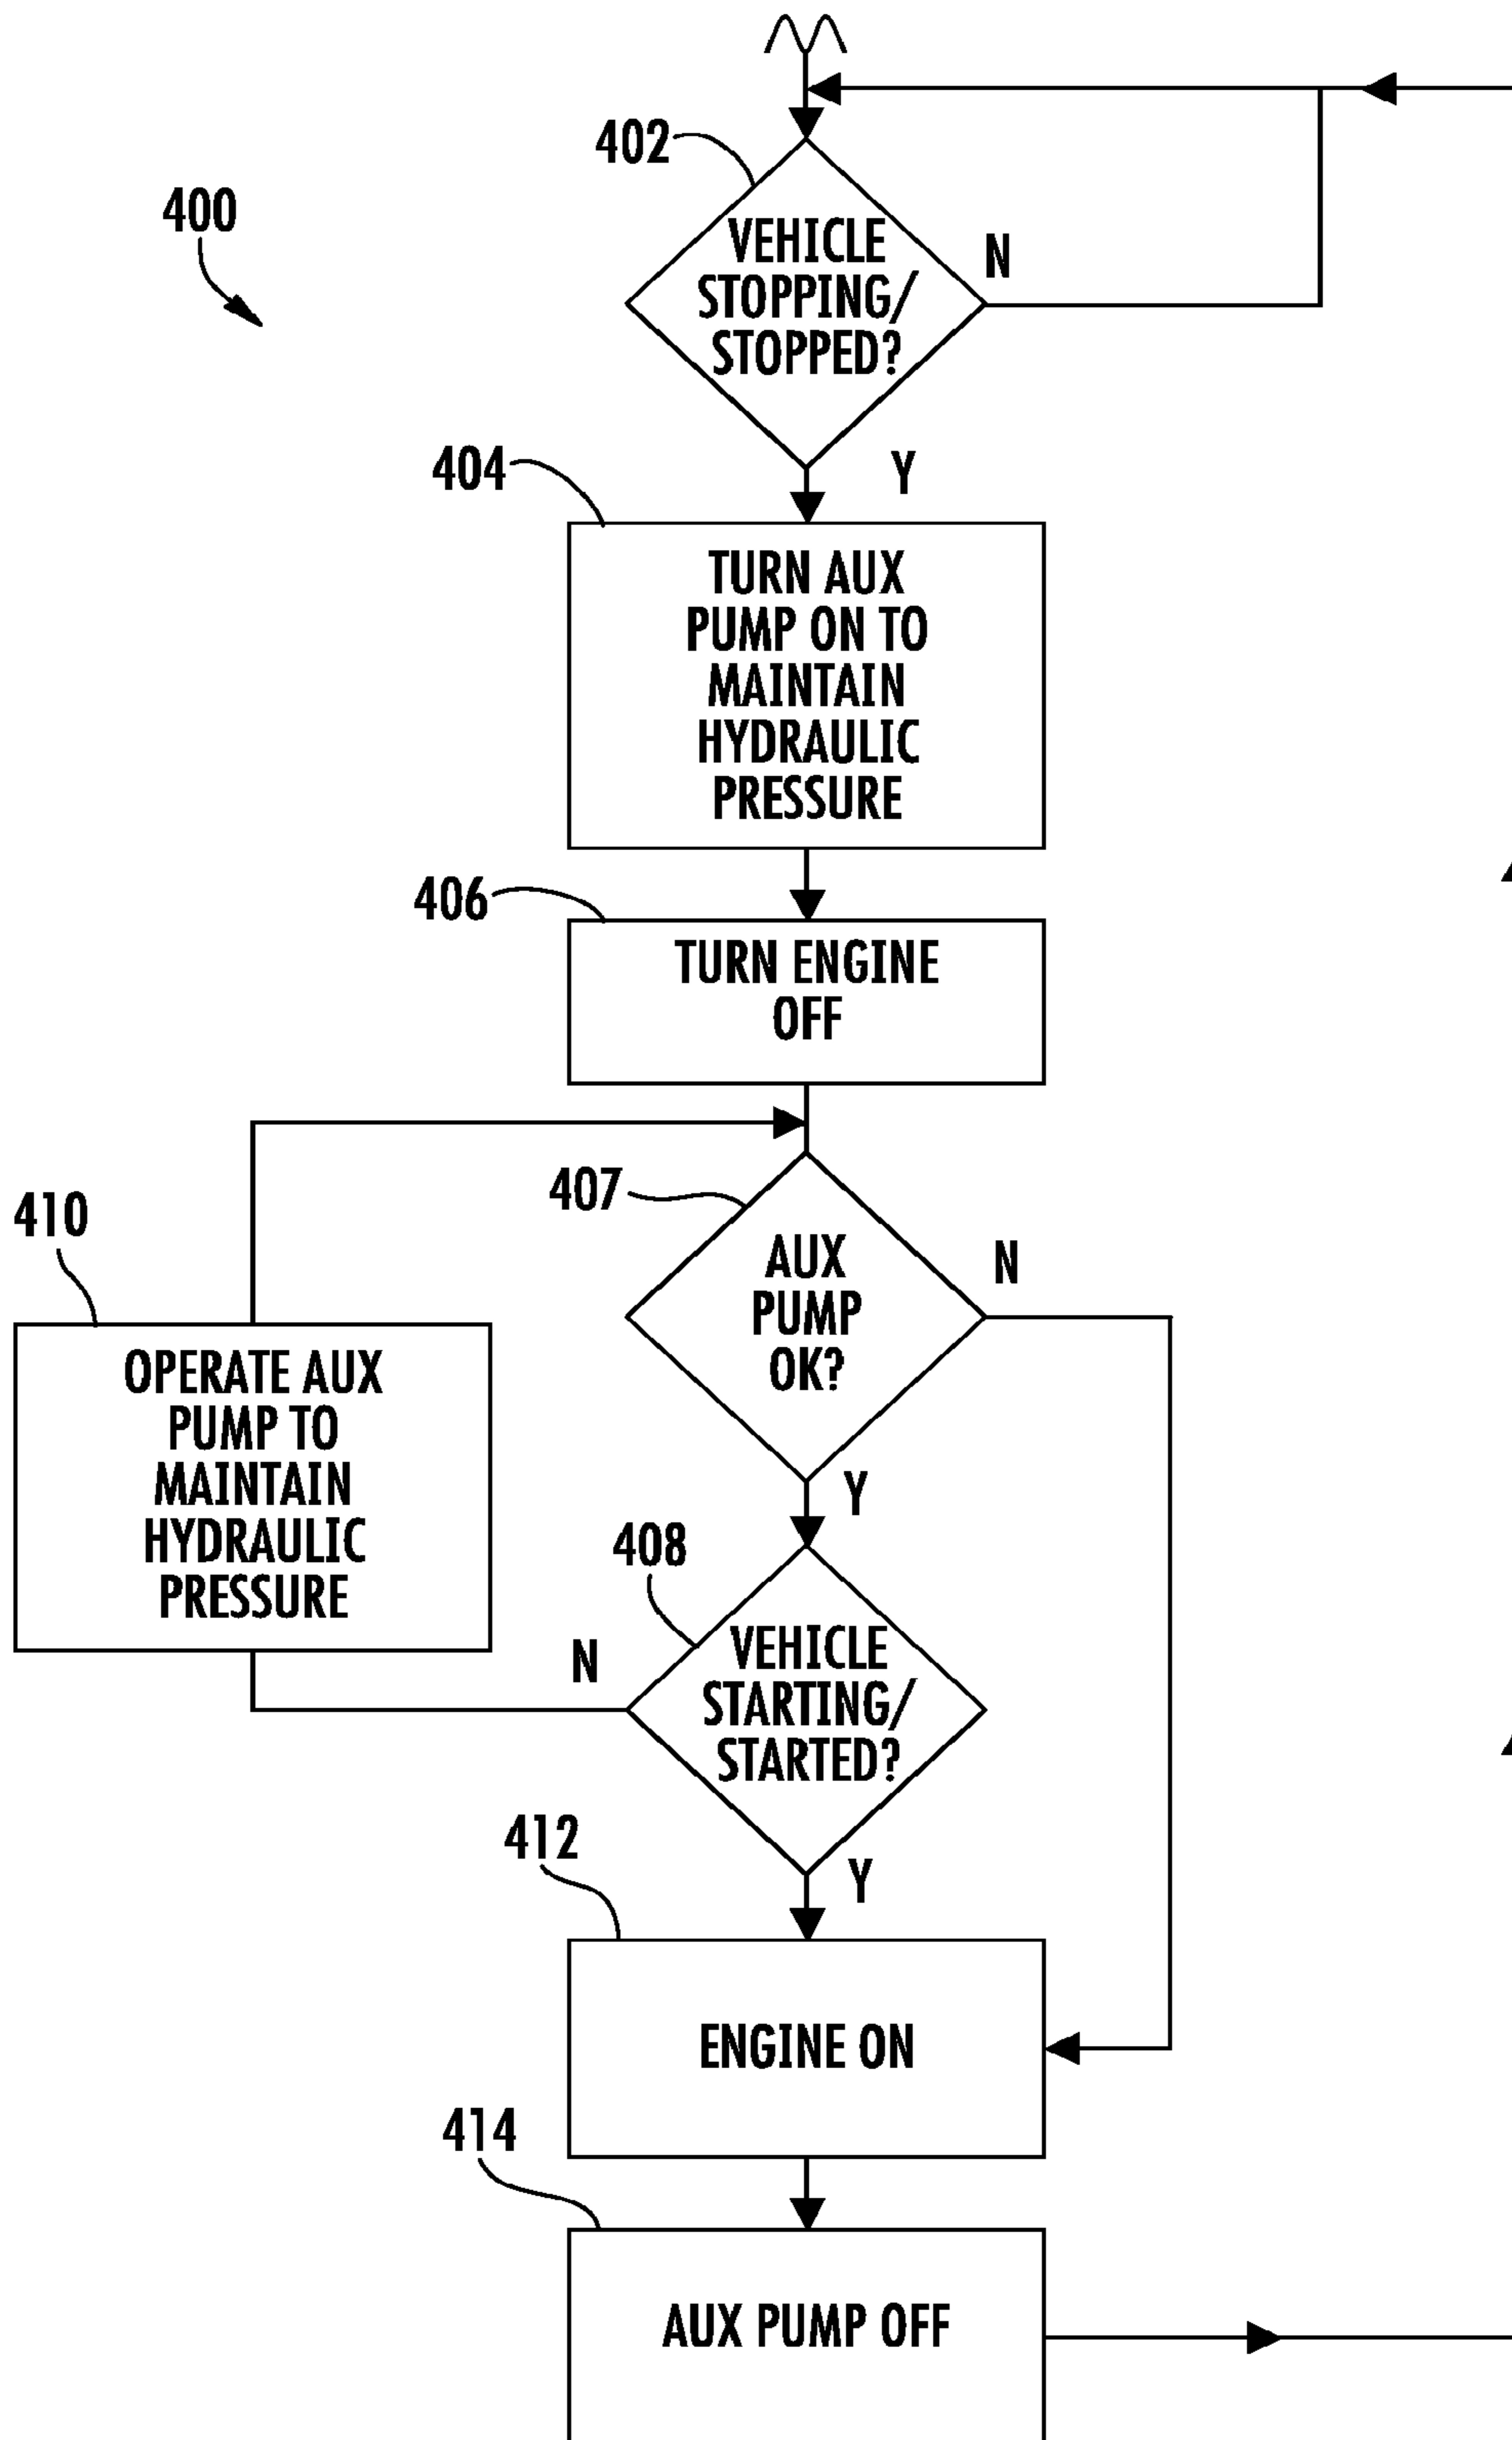 402
400
VEHICLE
STOPPING/
STOPPED?
N
Y
404
TURN AUX
PUMP ON TO
MAINTAIN
HYDRAULIC
PRESSURE
406
TURN ENGINE
OFF
407
AUX
PUMP
OK?
N
Y
410
OPERATE AUX
PUMP TO
MAINTAIN
HYDRAULIC
PRESSURE
408
VEHICLE
STARTING/
STARTED?
N
Y
412
ENGINE ON
414
AUX PUMP OFF